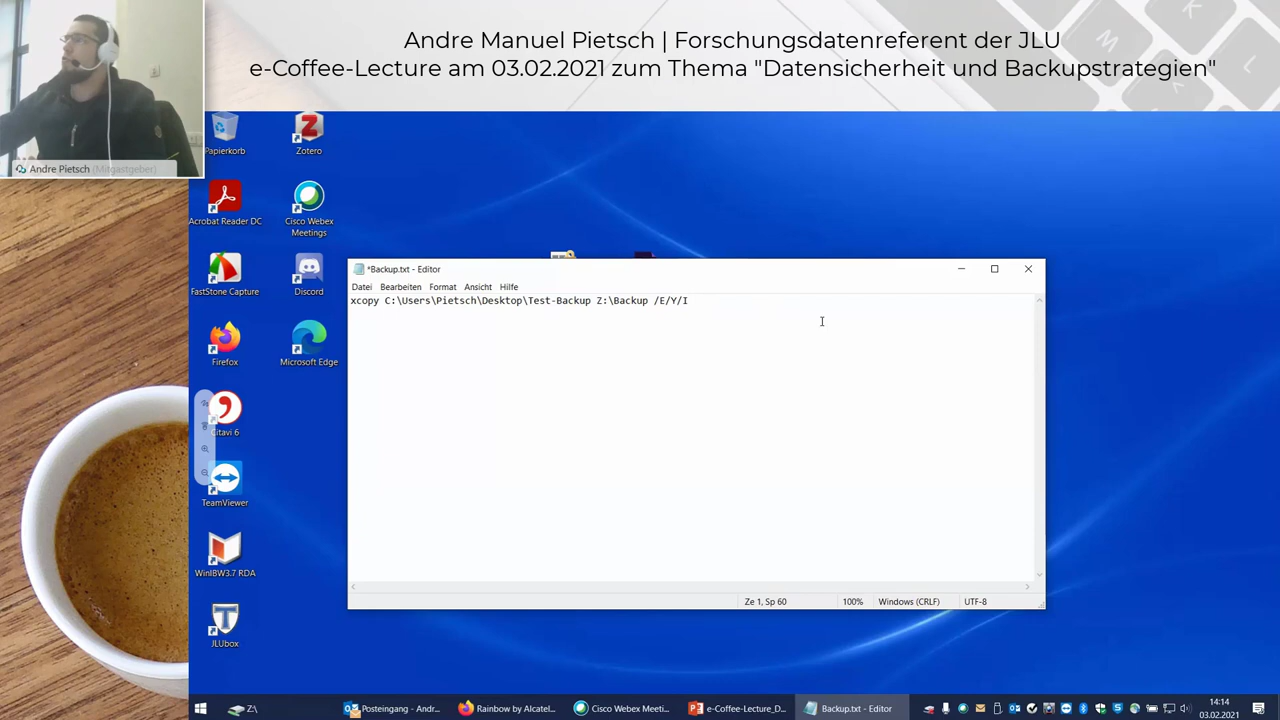 Andre Manuel Pietsch | Forschungsdatenreferent der JLU
e-Coffee-Lecture am 03.02.2021 zum Thema "Datensicherheit und Backupstrategien"
Andre Pietsch (Mitgastgeber)
Papierkorb
Zotero
Acrobat Reader DC
Cisco Webex
Meetings
FastStone Capture
Discord
Firefox
Microsoft Edge
Citavi 6
TeamViewer
WinIBW3.7 RDA
JLUbox
*Backup.txt - Editor
Datei Bearbeiten Format Ansicht Hilfe
xcopy C:\Users\Pietsch\Desktop\Test-Backup Z:\Backup /E/Y/I
Ze 1, Sp 60 100% Windows (CRLF) UTF-8
Z:\ Posteingang - Andr... Rainbow by Alcatel... Cisco Webex Meeti... e-Coffee-Lecture_D... Backup.txt - Editor
14:14
03.02.2021